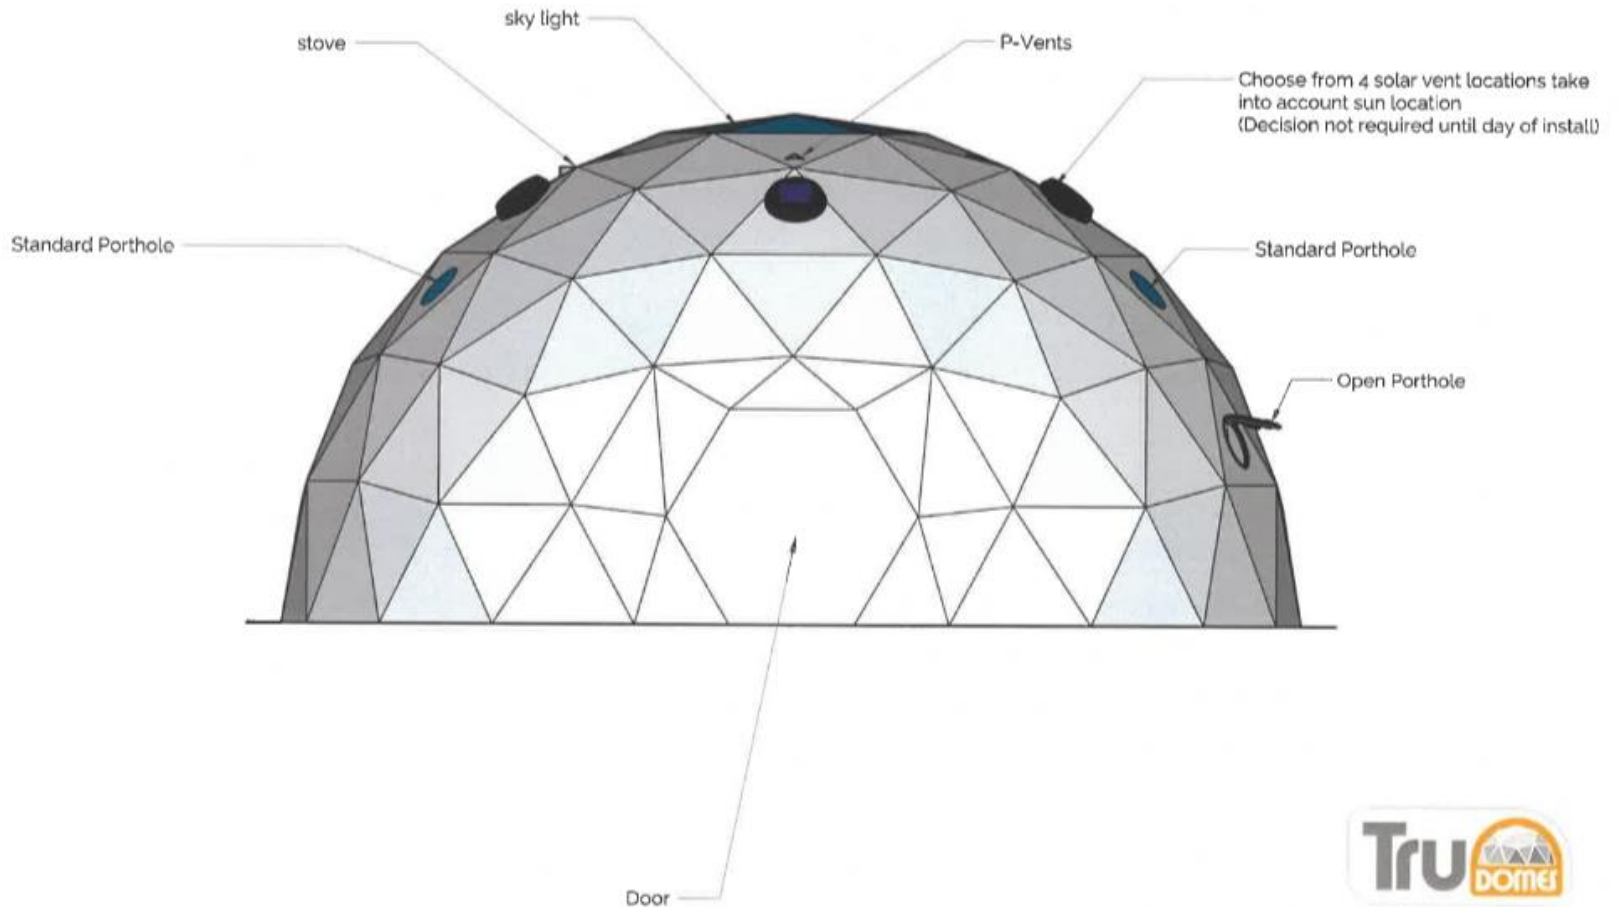 sky light
stove
P-Vents
Choose from 4 solar vent locations take
into account sun location
(Decision not required until day of install)
Standard Porthole
Standard Porthole
Open Porthole
Door
Tru
DOMES